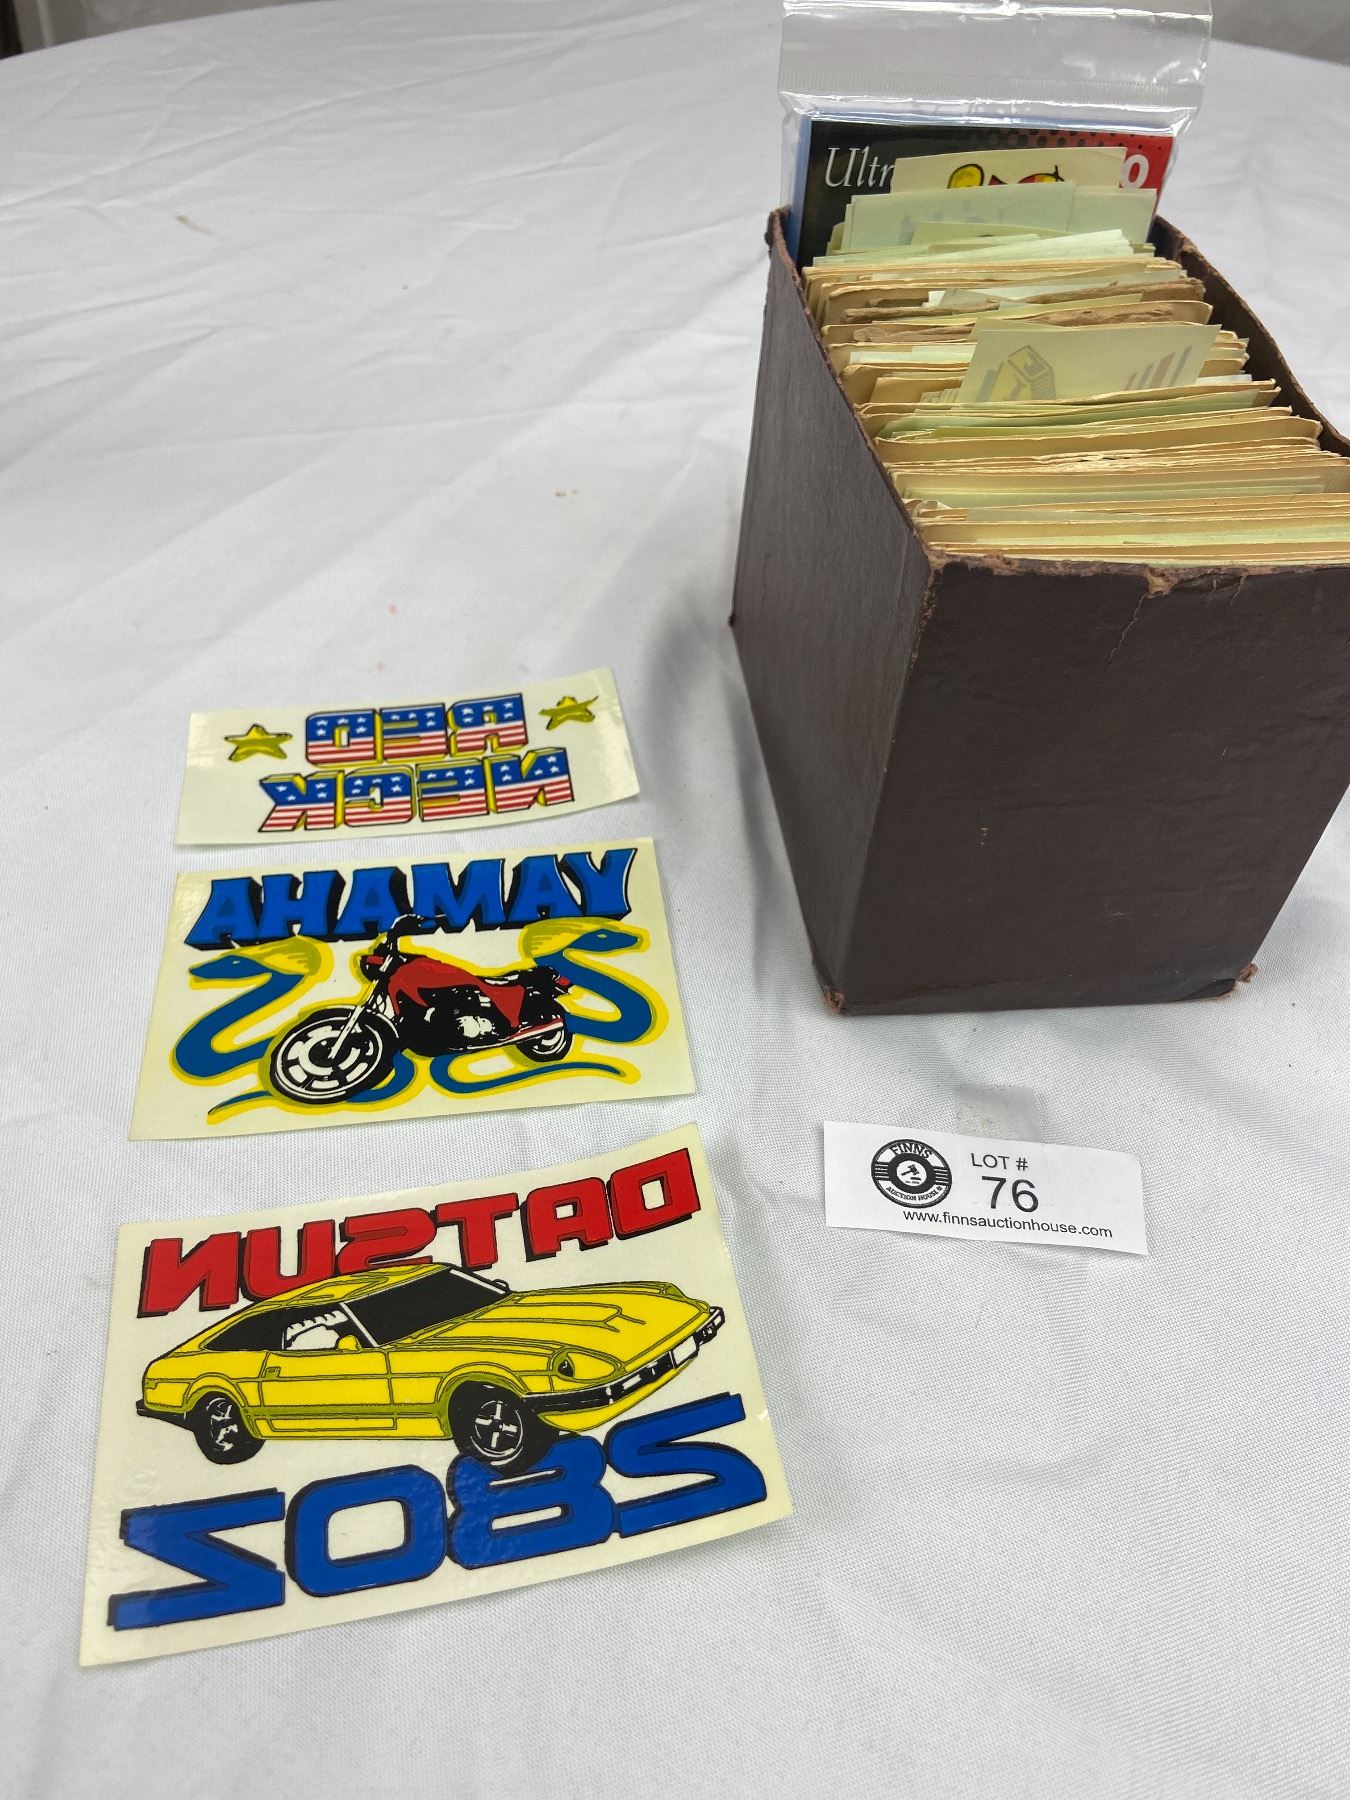 Ultr
O
RED
NECK
YAMAHA
DATSUN
280Z
FINNS
AUCTION HOUSE
LOT #
76
www.finnsauctionhouse.com